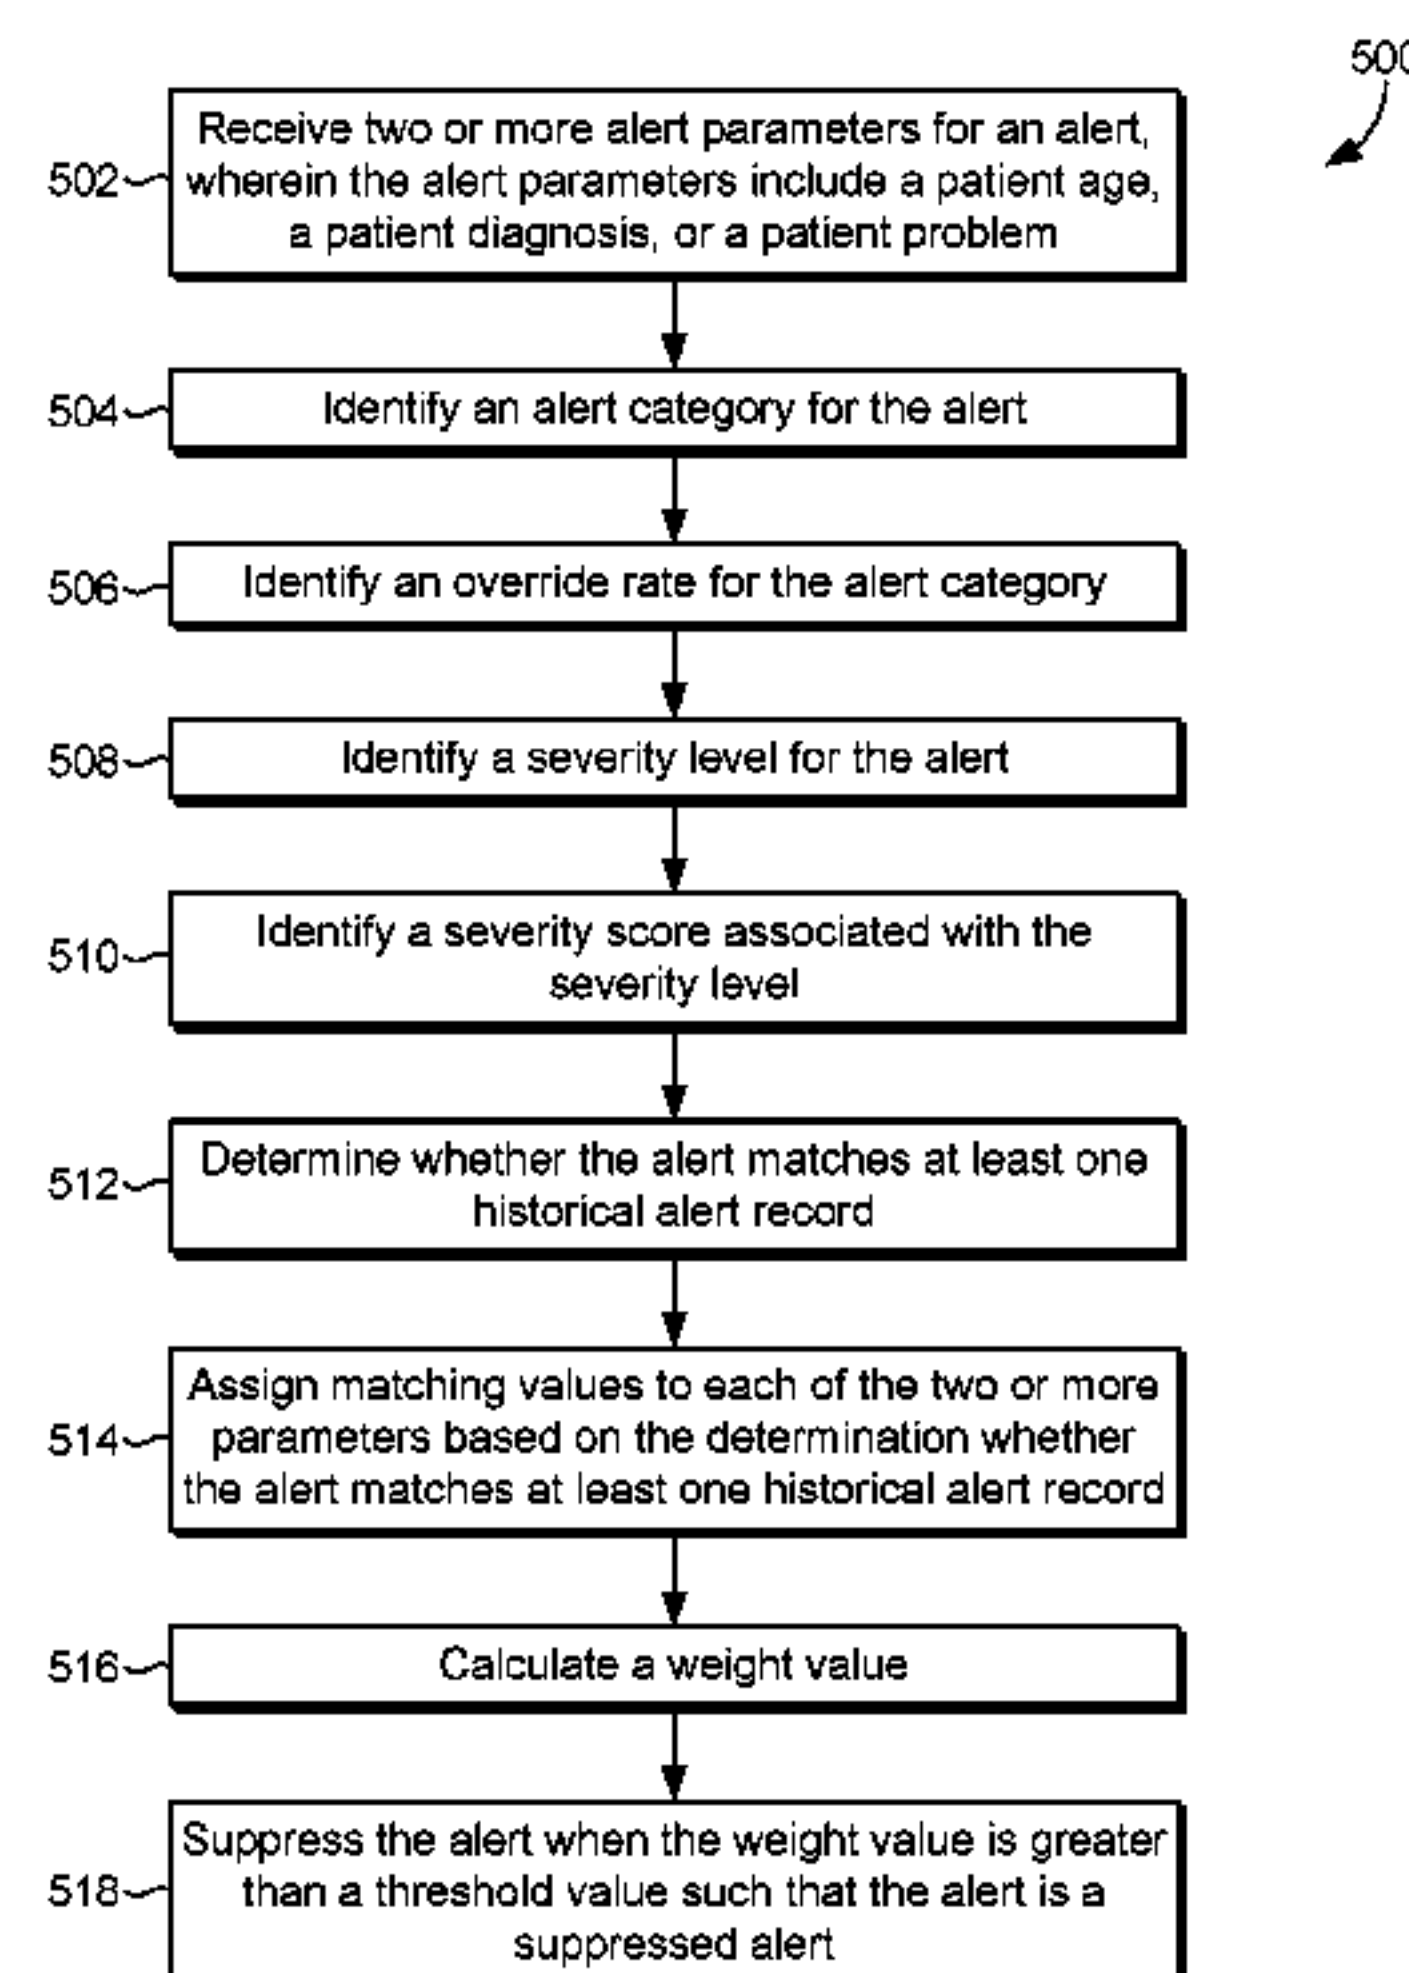 500
502
Receive two or more alert parameters for an alert,
wherein the alert parameters include a patient age,
a patient diagnosis, or a patient problem
504
Identify an alert category for the alert
506
Identify an override rate for the alert category
508
Identify a severity level for the alert
510
Identify a severity score associated with the
severity level
512
Determine whether the alert matches at least one
historical alert record
514
Assign matching values to each of the two or more
parameters based on the determination whether
the alert matches at least one historical alert record
516
Calculate a weight value
518
Suppress the alert when the weight value is greater
than a threshold value such that the alert is a
suppressed alert